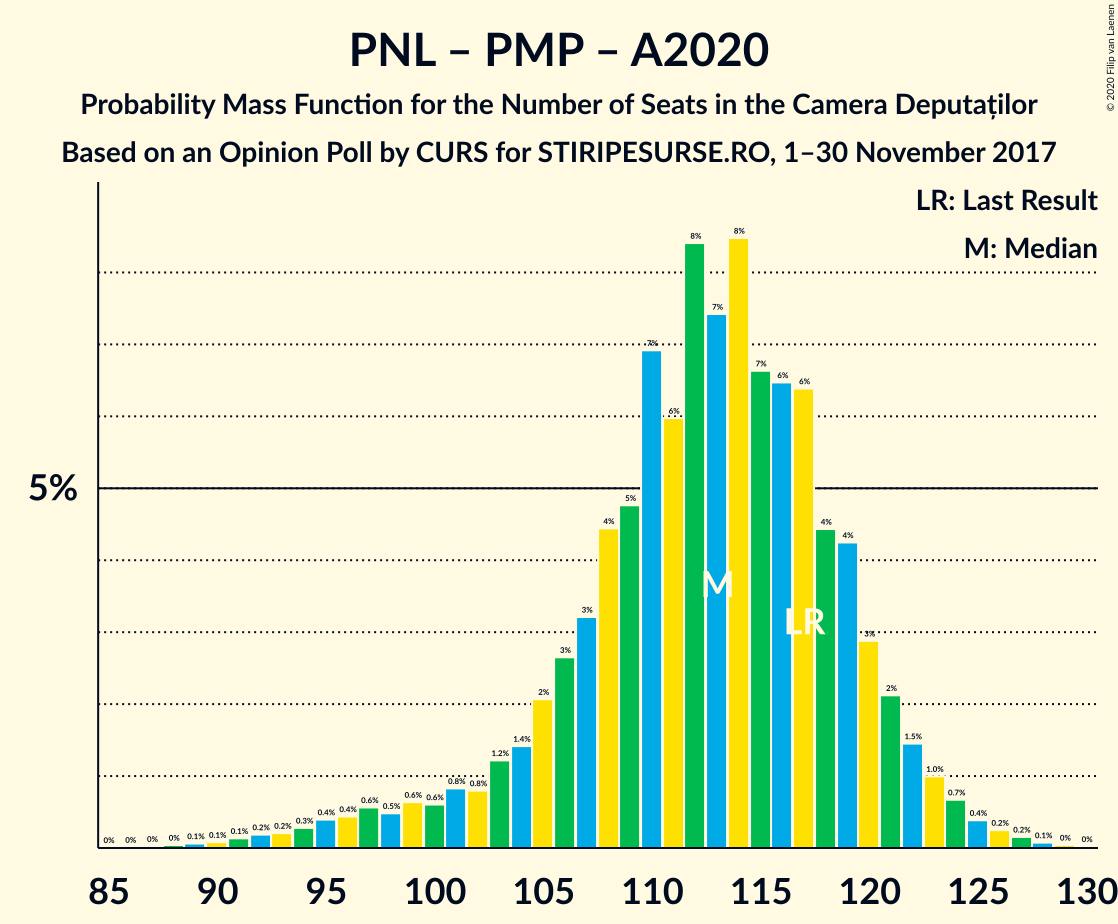 © 2020 Filip van Laenen
PNL – PMP – A2020
Probability Mass Function for the Number of Seats in the Camera Deputaților
Based on an Opinion Poll by CURS for STIRIPESURSE.RO, 1–30 November 2017
LR: Last Result
M: Median
5%
0% 0% 0% 0% 0.1% 0.1% 0.1% 0.2% 0.2% 0.3% 0.4% 0.4% 0.6% 0.5% 0.6% 0.6% 0.8% 0.8% 1.2% 1.4% 2% 3% 3% 4% 5% 7% 6% 8% 7% 8% 7% 6% 6% 4% 4% 3% 2% 1.5% 1.0% 0.7% 0.4% 0.2% 0.2% 0.1% 0% 0%
M
LR
85 90 95 100 105 110 115 120 125 130